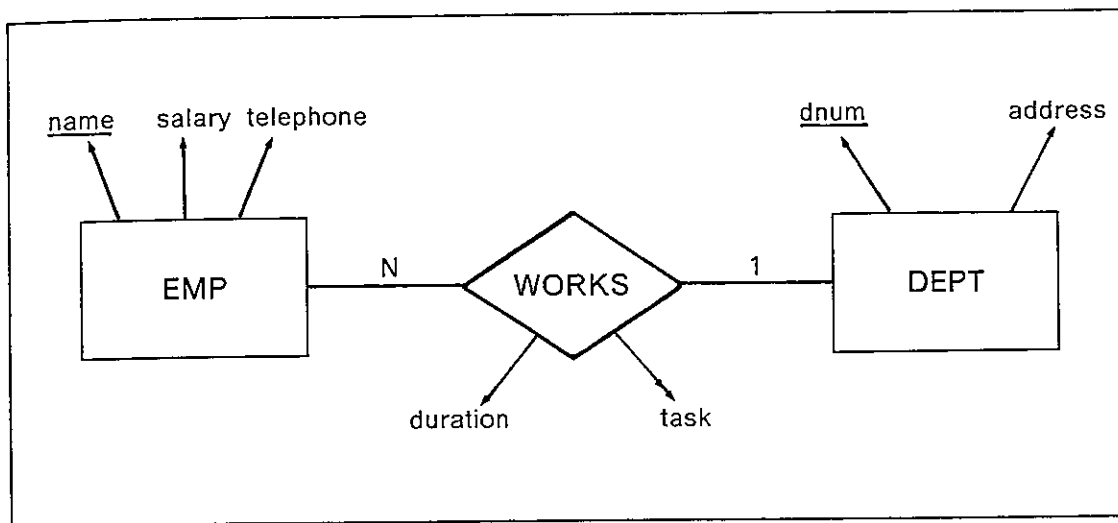 name salary telephone dnum address
EMP N WORKS 1 DEPT
duration task